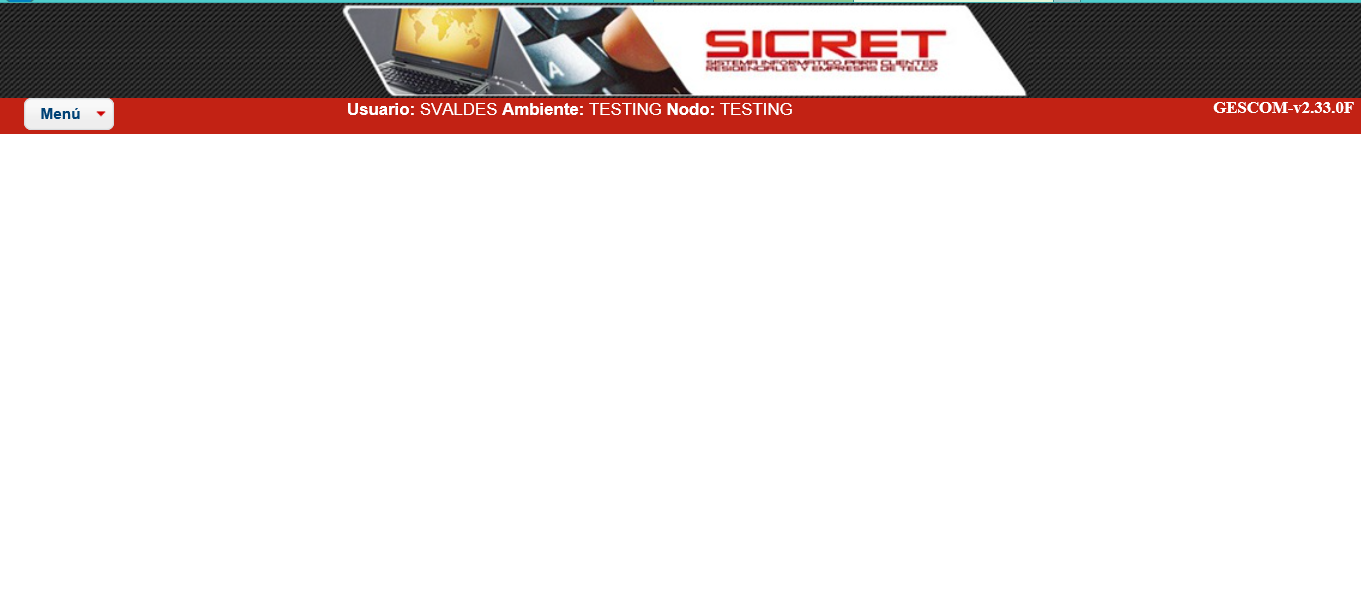 SICRET
SISTEMA INFORMATICO PARA CLIENTES
RESIDENCIALES Y EMPRESAS DE TELCO
A
Menú
Usuario: SVALDES Ambiente: TESTING Nodo: TESTING
GESCOM-v2.33.0F